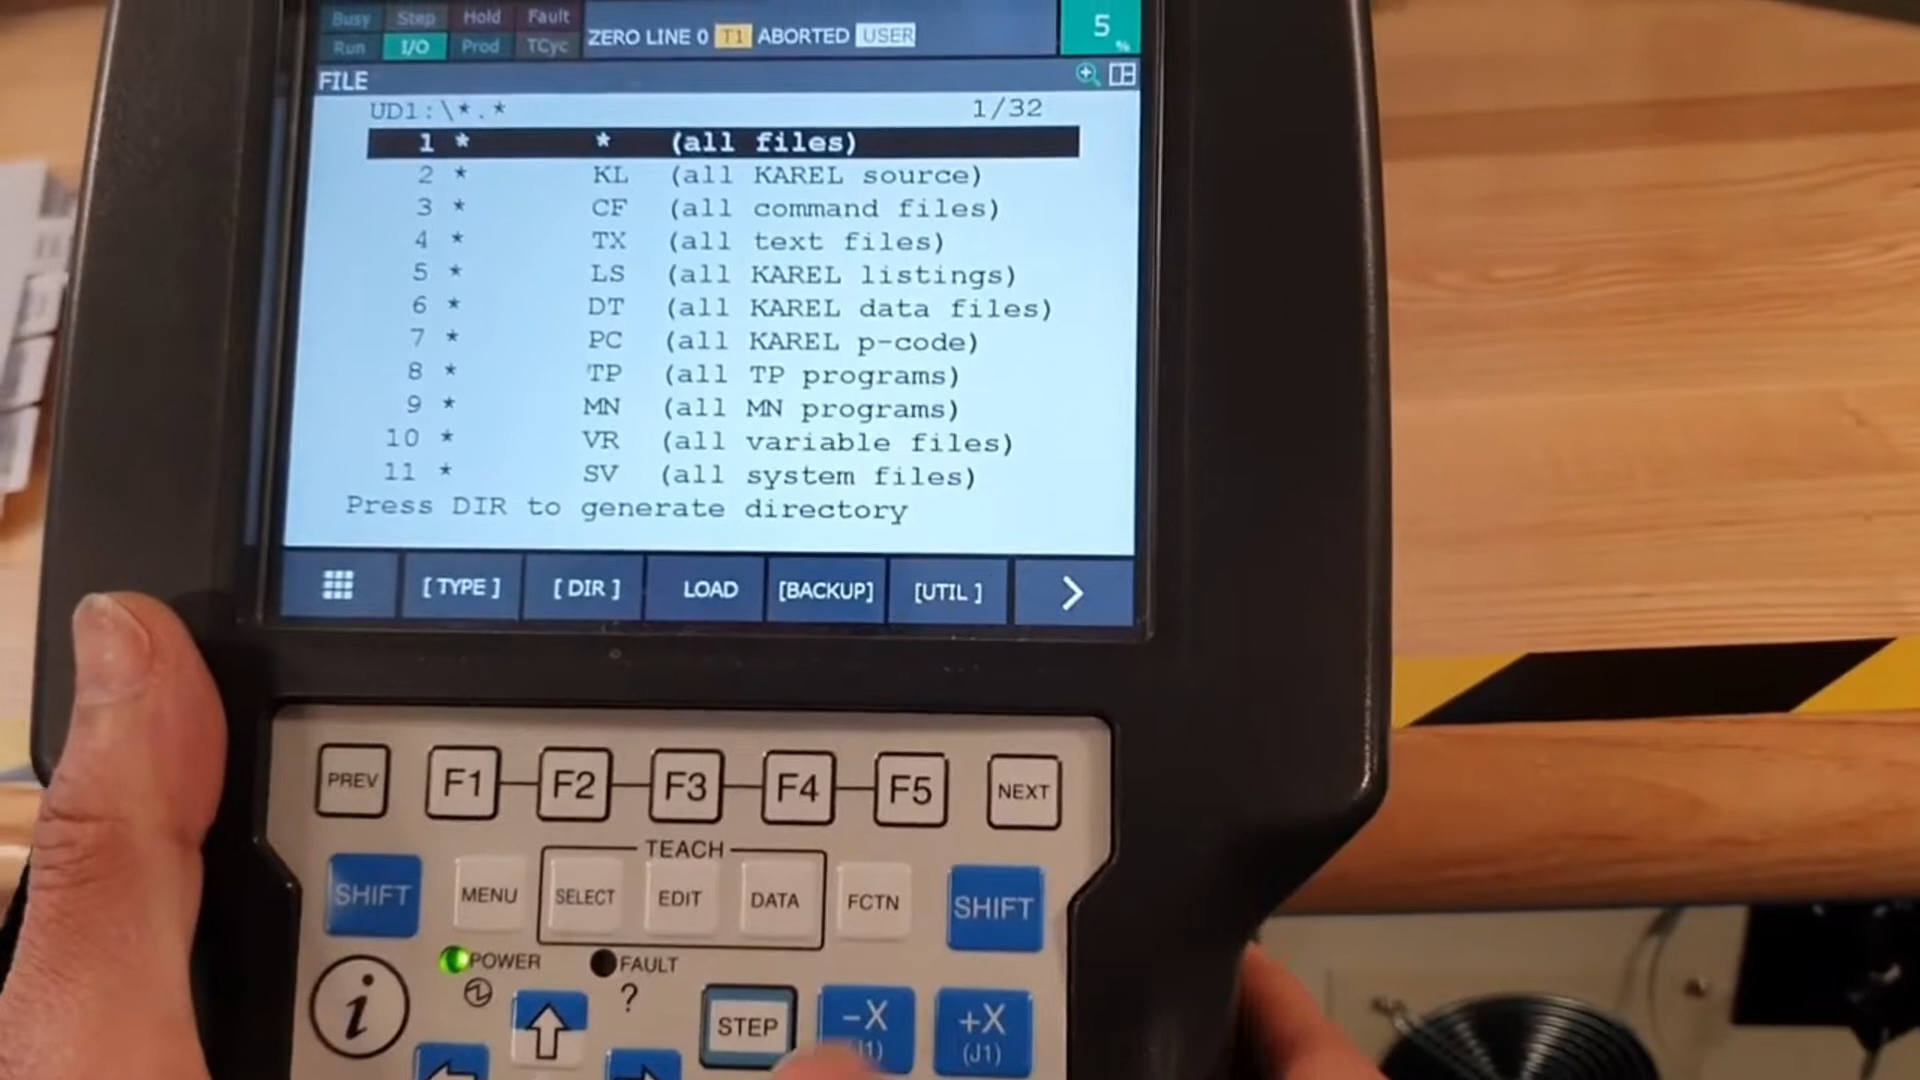 Busy Step Hold Fault
Run I/O Prod TCyc
ZERO LINE 0 T1 ABORTED USER
5 %
FILE
UD1:\*.* 1/32
1 * * (all files)
2 * KL (all KAREL source)
3 * CF (all command files)
4 * TX (all text files)
5 * LS (all KAREL listings)
6 * DT (all KAREL data files)
7 * PC (all KAREL p-code)
8 * TP (all TP programs)
9 * MN (all MN programs)
10 * VR (all variable files)
11 * SV (all system files)
Press DIR to generate directory
[ TYPE ] [ DIR ] LOAD [BACKUP] [UTIL ] >
PREV F1 F2 F3 F4 F5 NEXT
TEACH
SHIFT MENU SELECT EDIT DATA FCTN SHIFT
POWER FAULT
i ? STEP -X (J1) +X (J1)